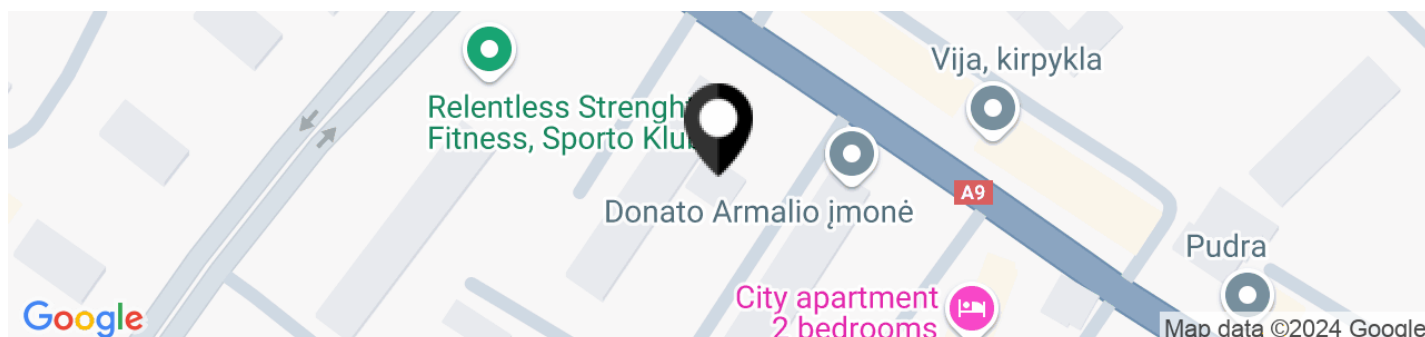 Vija, kirpykla
Relentless Strenght
Fitness, Sporto Klub
A9
Donato Armalio įmonė
Pudra
City apartment
2 bedrooms
Google
Map data ©2024 Google